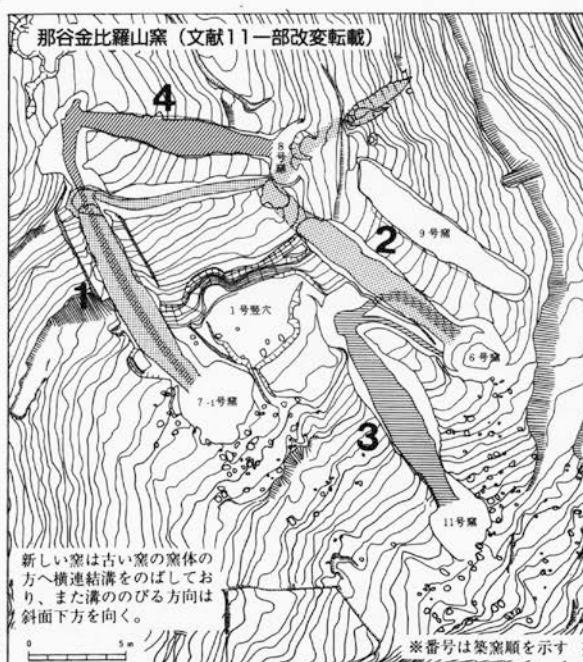 那谷金比羅山窯（文献11一部改変転載）
4
8号窯
9号窯
2
1
1号竪穴
6号窯
7-1号窯
3
11号窯
新しい窯は古い窯の窯体の
方へ横連結溝をのばしてお
り、また溝ののびる方向は
斜面下方を向く。
0 5m
※番号は築窯順を示す